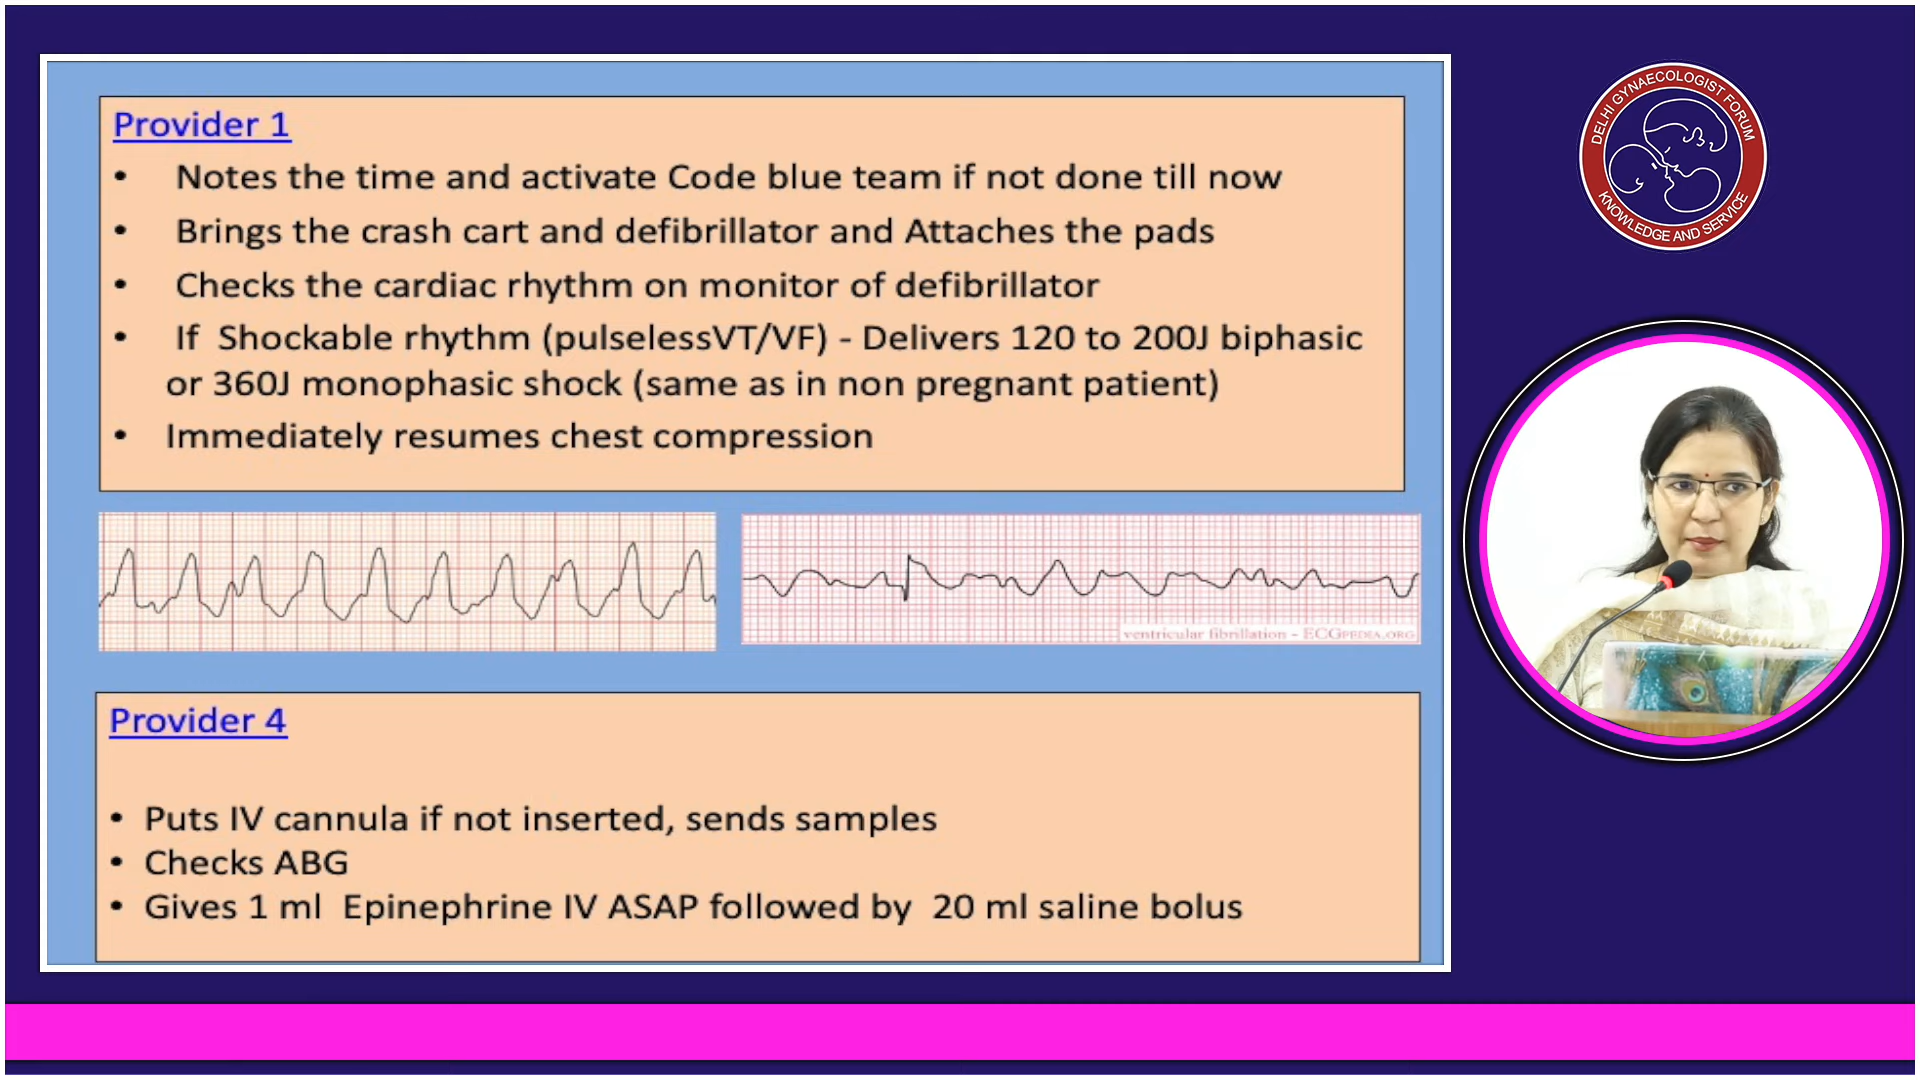 Provider 1
• Notes the time and activate Code blue team if not done till now
• Brings the crash cart and defibrillator and Attaches the pads
• Checks the cardiac rhythm on monitor of defibrillator
• If Shockable rhythm (pulselessVT/VF) - Delivers 120 to 200J biphasic
or 360J monophasic shock (same as in non pregnant patient)
• Immediately resumes chest compression
ventricular fibrillation - ECGPEDIA.ORG
Provider 4
• Puts IV cannula if not inserted, sends samples
• Checks ABG
• Gives 1 ml Epinephrine IV ASAP followed by 20 ml saline bolus
DELHI GYNAECOLOGIST FORUM
KNOWLEDGE AND SERVICE